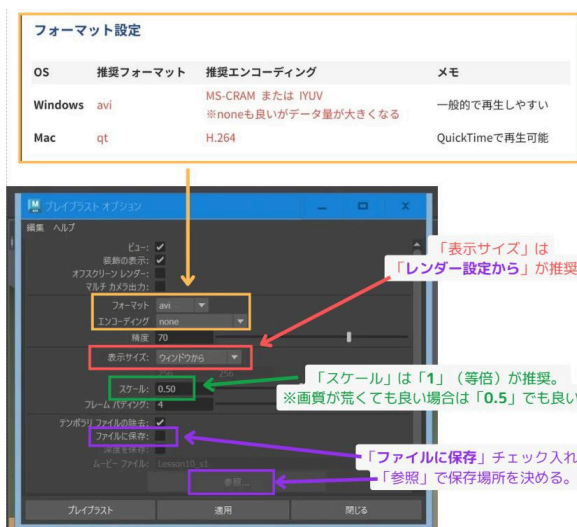 フォーマット設定
OS 推奨フォーマット 推奨エンコーディング メモ
Windows avi MS-CRAM または IYUV 一般的で再生しやすい
※noneも良いがデータ量が大きくなる
Mac qt H.264 QuickTimeで再生可能
プレイブラスト オプション
編集 ヘルプ
ビュー:
装飾の表示:
オフスクリーン レンダー:
マルチ カメラ出力:
「表示サイズ」は
「レンダー設定から」が推奨
フォーマット avi
エンコーディング none
精度 70
表示サイズ: ウィンドウから
256 256
スケール: 0.50
「スケール」は「1」（等倍）が推奨。
※画質が荒くても良い場合は「0.5」でも良い
フレーム パディング: 4
テンポラリ ファイルの除去:
ファイルに保存:
深度を保存:
ムービー ファイル: Lesson10_s1
参照...
「ファイルに保存」チェック入れ
「参照」で保存場所を決める。
プレイブラスト 適用 閉じる